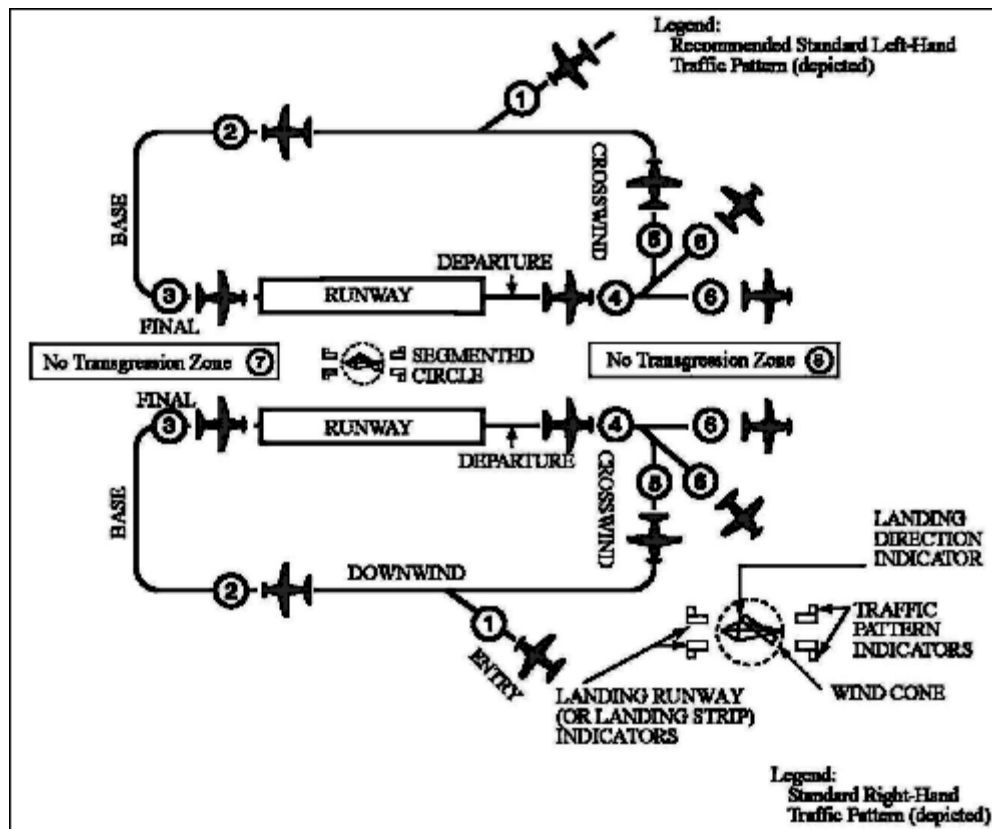 Legend:
Recommended Standard Left-Hand
Traffic Pattern (depicted)
1
2
CROSSWIND
BASE
5
6
DEPARTURE
3
RUNWAY
4
6
FINAL
No Transgression Zone 7
SEGMENTED
CIRCLE
No Transgression Zone 8
FINAL
3
RUNWAY
4
6
DEPARTURE
CROSSWIND
5
6
BASE
LANDING
DIRECTION
INDICATOR
2
DOWNWIND
1
ENTRY
TRAFFIC
PATTERN
INDICATORS
WIND CONE
LANDING RUNWAY
(OR LANDING STRIP)
INDICATORS
Legend:
Standard Right-Hand
Traffic Pattern (depicted)